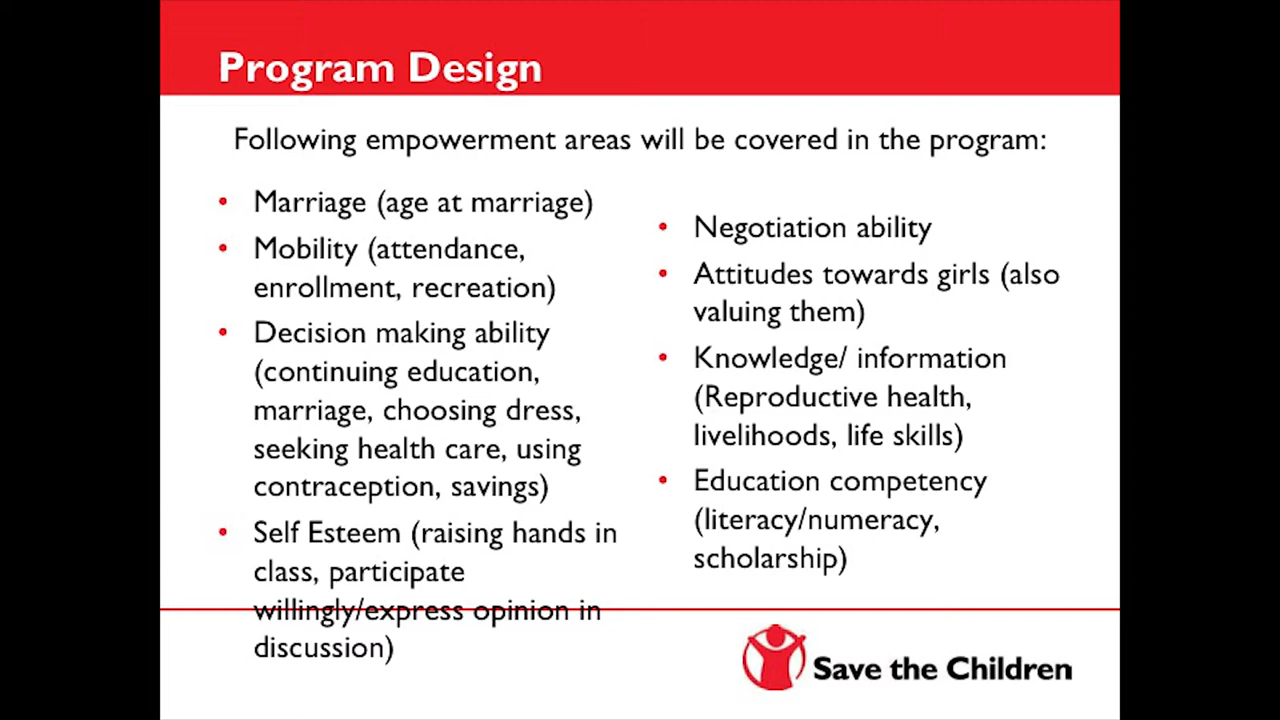 Program Design
Following empowerment areas will be covered in the program:
• Marriage (age at marriage)
• Mobility (attendance,
enrollment, recreation)
• Decision making ability
(continuing education,
marriage, choosing dress,
seeking health care, using
contraception, savings)
• Self Esteem (raising hands in
class, participate
willingly/express opinion in
discussion)
• Negotiation ability
• Attitudes towards girls (also
valuing them)
• Knowledge/ information
(Reproductive health,
livelihoods, life skills)
• Education competency
(literacy/numeracy,
scholarship)
Save the Children